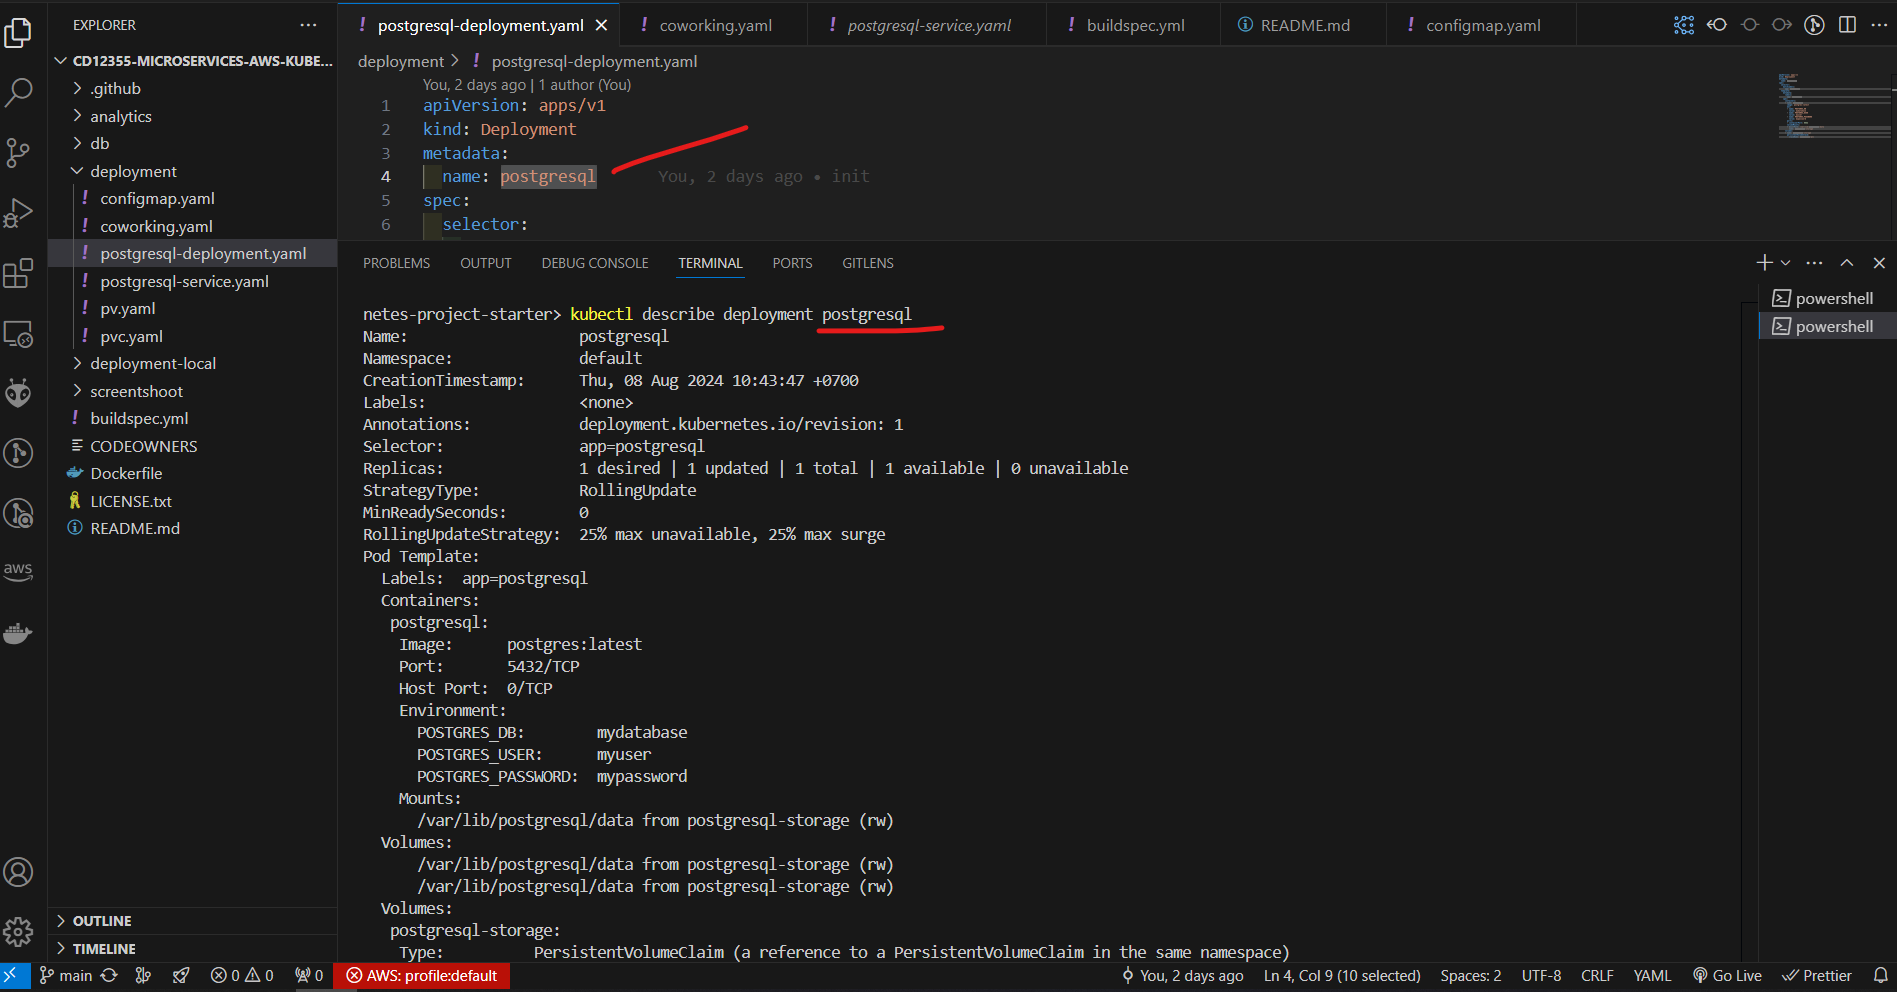 EXPLORER
CD12355-MICROSERVICES-AWS-KUBE...
.github
analytics
db
deployment
configmap.yaml
coworking.yaml
postgresql-deployment.yaml
postgresql-service.yaml
pv.yaml
pvc.yaml
deployment-local
screentshoot
buildspec.yml
CODEOWNERS
Dockerfile
LICENSE.txt
README.md
aws
OUTLINE
TIMELINE
postgresql-deployment.yaml
coworking.yaml
postgresql-service.yaml
buildspec.yml
README.md
configmap.yaml
deployment > postgresql-deployment.yaml
You, 2 days ago | 1 author (You)
1 apiVersion: apps/v1
2 kind: Deployment
3 metadata:
4 name: postgresql You, 2 days ago • init
5 spec:
6 selector:
PROBLEMS OUTPUT DEBUG CONSOLE TERMINAL PORTS GITLENS
powershell
powershell
netes-project-starter> kubectl describe deployment postgresql
Name: postgresql
Namespace: default
CreationTimestamp: Thu, 08 Aug 2024 10:43:47 +0700
Labels: <none>
Annotations: deployment.kubernetes.io/revision: 1
Selector: app=postgresql
Replicas: 1 desired | 1 updated | 1 total | 1 available | 0 unavailable
StrategyType: RollingUpdate
MinReadySeconds: 0
RollingUpdateStrategy: 25% max unavailable, 25% max surge
Pod Template:
Labels: app=postgresql
Containers:
postgresql:
Image: postgres:latest
Port: 5432/TCP
Host Port: 0/TCP
Environment:
POSTGRES_DB: mydatabase
POSTGRES_USER: myuser
POSTGRES_PASSWORD: mypassword
Mounts:
/var/lib/postgresql/data from postgresql-storage (rw)
Volumes:
/var/lib/postgresql/data from postgresql-storage (rw)
/var/lib/postgresql/data from postgresql-storage (rw)
Volumes:
postgresql-storage:
Type: PersistentVolumeClaim (a reference to a PersistentVolumeClaim in the same namespace)
main 0 0 0 AWS: profile:default You, 2 days ago Ln 4, Col 9 (10 selected) Spaces: 2 UTF-8 CRLF YAML Go Live Prettier